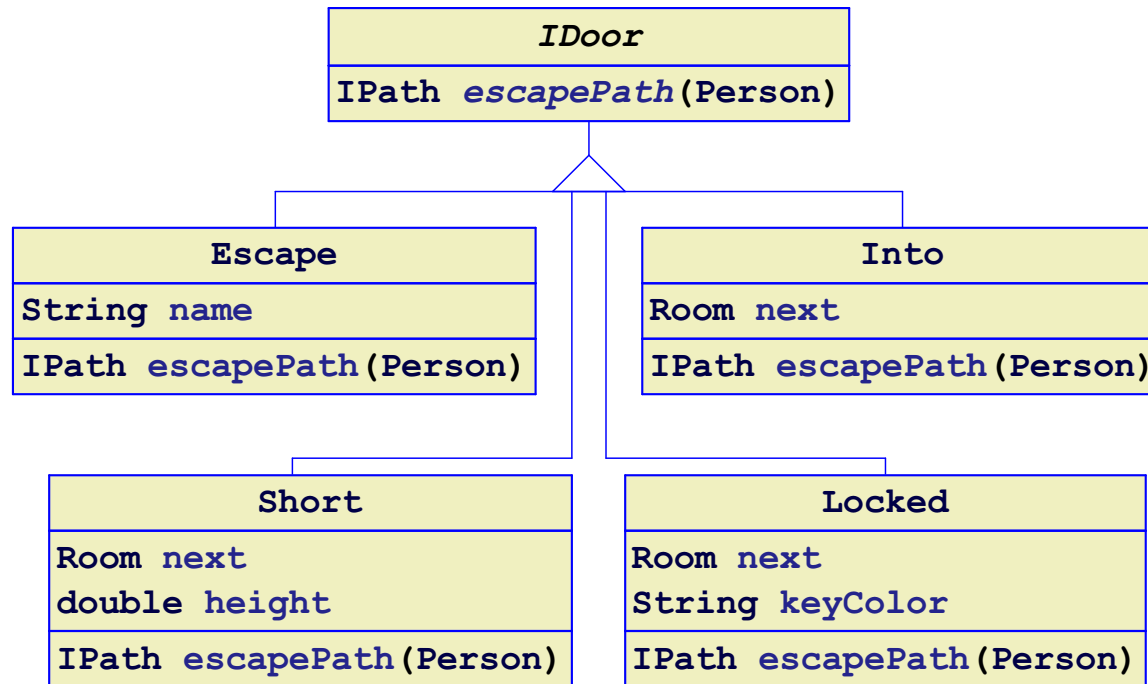 IDoor
IPath escapePath(Person)
Escape
String name
IPath escapePath(Person)
Into
Room next
IPath escapePath(Person)
Short
Room next
double height
IPath escapePath(Person)
Locked
Room next
String keyColor
IPath escapePath(Person)